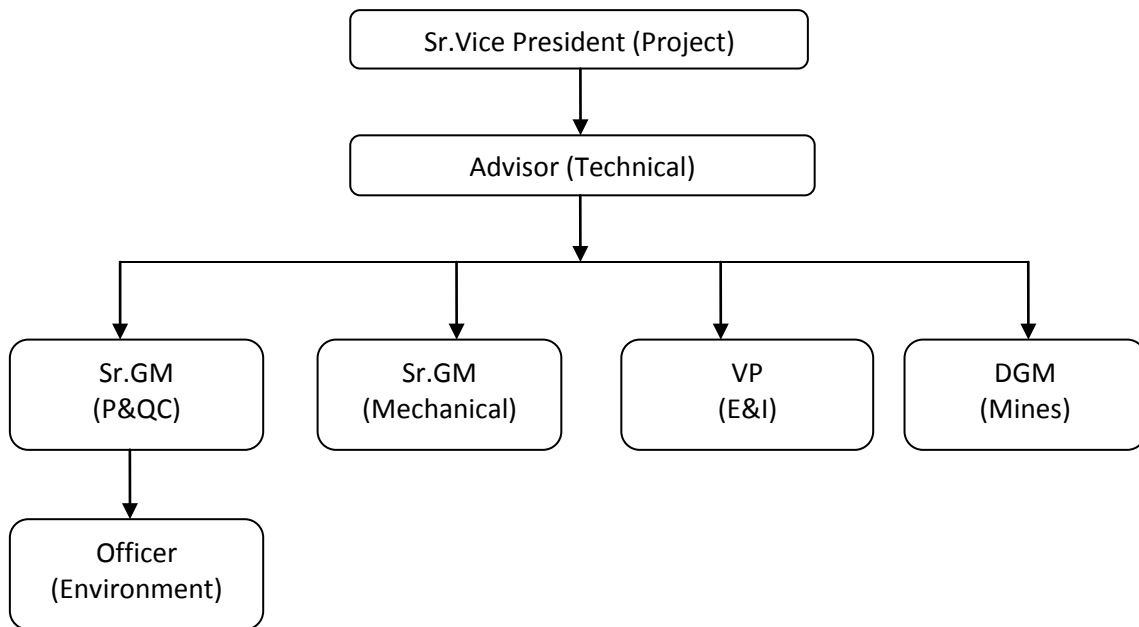 Sr.Vice President (Project)
Advisor (Technical)
Sr.GM
(P&QC)
Sr.GM
(Mechanical)
VP
(E&I)
DGM
(Mines)
Officer
(Environment)